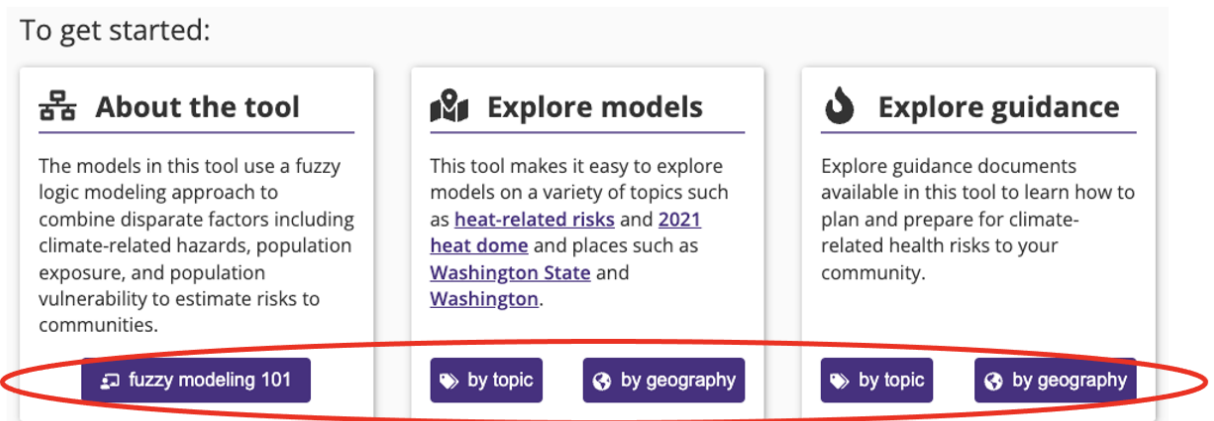 To get started:
About the tool
The models in this tool use a fuzzy
logic modeling approach to
combine disparate factors including
climate-related hazards, population
exposure, and population
vulnerability to estimate risks to
communities.
fuzzy modeling 101
Explore models
This tool makes it easy to explore
models on a variety of topics such
as heat-related risks and 2021
heat dome and places such as
Washington State and
Washington.
by topic
by geography
Explore guidance
Explore guidance documents
available in this tool to learn how to
plan and prepare for climate-
related health risks to your
community.
by topic
by geography